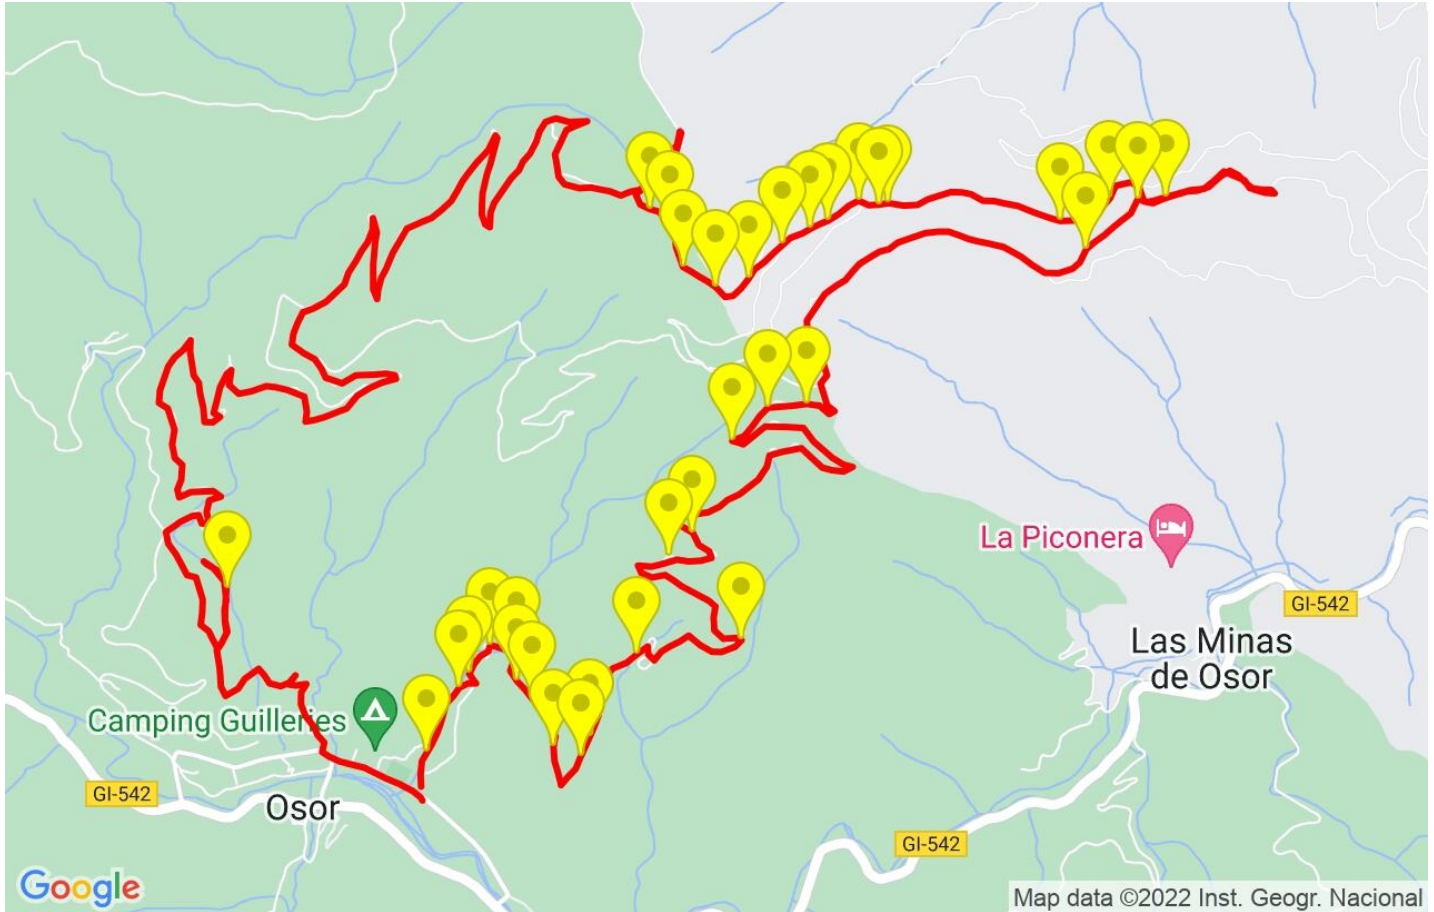 La Piconera
GI-542
Las Minas
de Osor
Camping Guilleries
GI-542
Osor
GI-542
Google
Map data ©2022 Inst. Geogr. Nacional